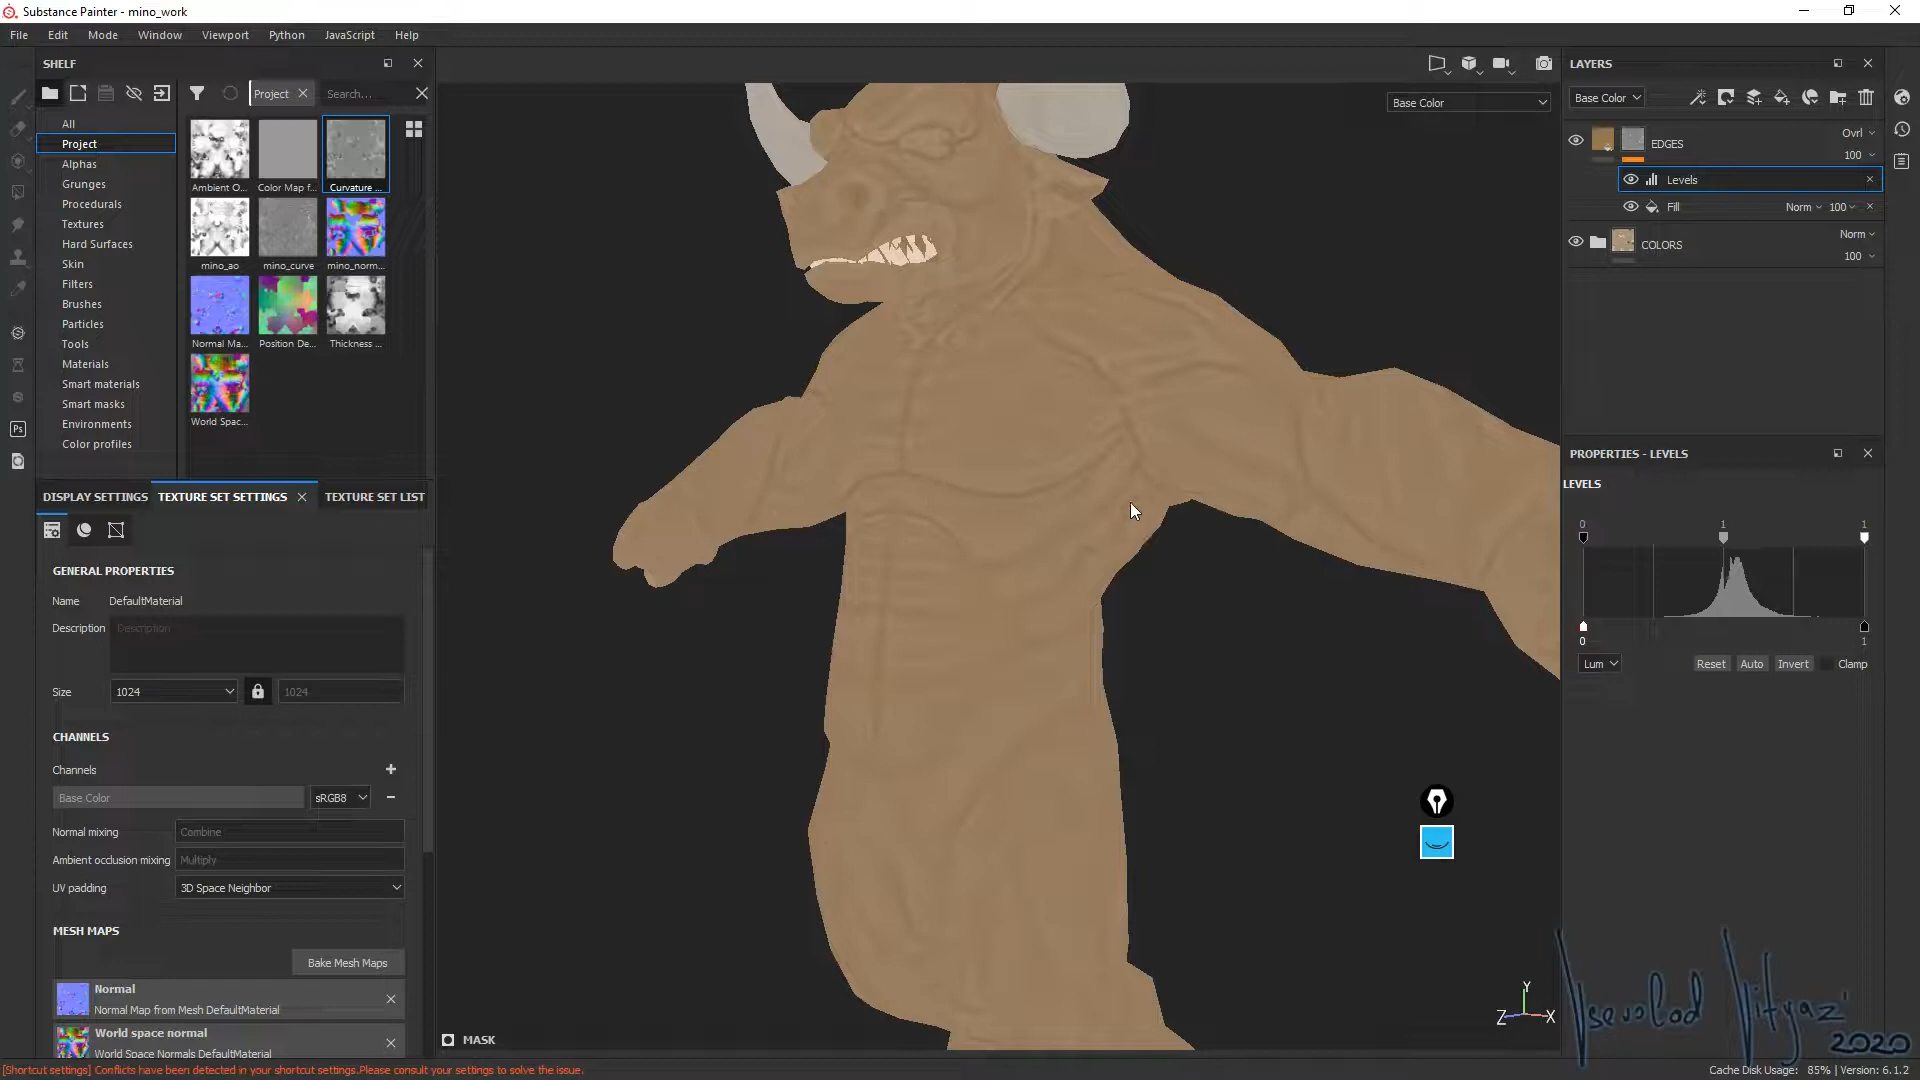 Substance Painter - mino_work
File Edit Mode Window Viewport Python JavaScript Help
SHELF
Project
Search...
All
Project
Alphas
Grunges
Procedurals
Textures
Hard Surfaces
Skin
Filters
Brushes
Particles
Tools
Materials
Smart materials
Smart masks
Environments
Color profiles
Ambient O... Color Map f... Curvature ...
mino_ao mino_curve mino_norm...
Normal Ma... Position De... Thickness ...
World Spac...
Ps
DISPLAY SETTINGS TEXTURE SET SETTINGS TEXTURE SET LIST
GENERAL PROPERTIES
Name DefaultMaterial
Description Description
Size 1024 1024
CHANNELS
Channels
Base Color sRGB8
Normal mixing Combine
Ambient occlusion mixing Multiply
UV padding 3D Space Neighbor
MESH MAPS
Bake Mesh Maps
Normal
Normal Map from Mesh DefaultMaterial
World space normal
World Space Normals DefaultMaterial
[Shortcut settings] Conflicts have been detected in your shortcut settings.Please consult your settings to solve the issue.
Base Color
MASK
Y
Z X
LAYERS
Base Color
EDGES Ovrl
100
Levels
Fill Norm 100
COLORS Norm
100
PROPERTIES - LEVELS
LEVELS
0 1 1
0 1
Lum Reset Auto Invert Clamp
2020
Cache Disk Usage: 85% | Version: 6.1.2